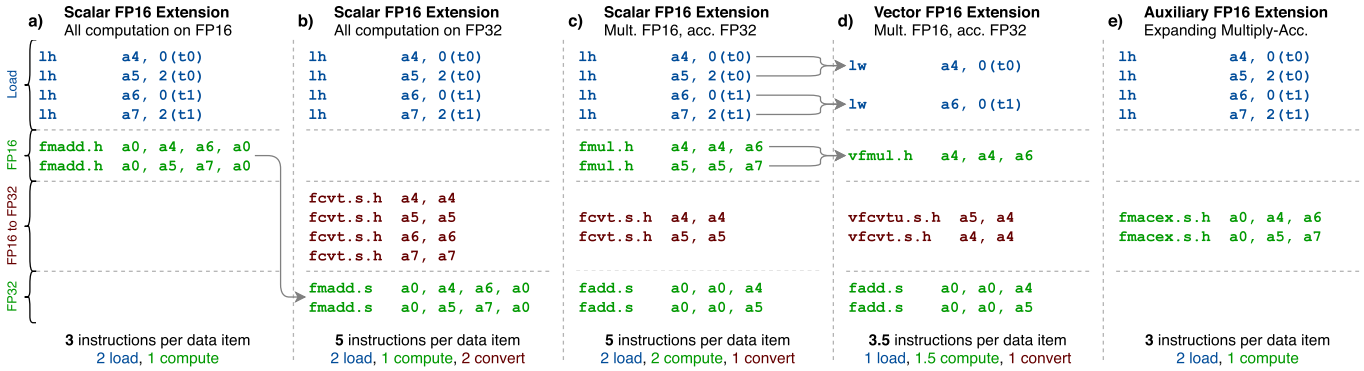 a) Scalar FP16 Extension
All computation on FP16
Load
lh a4, 0(t0)
lh a5, 2(t0)
lh a6, 0(t1)
lh a7, 2(t1)
FP16
fmadd.h a0, a4, a6, a0
fmadd.h a0, a5, a7, a0
FP16 to FP32
FP32
3 instructions per data item
2 load, 1 compute
b) Scalar FP16 Extension
All computation on FP32
lh a4, 0(t0)
lh a5, 2(t0)
lh a6, 0(t1)
lh a7, 2(t1)
fcvt.s.h a4, a4
fcvt.s.h a5, a5
fcvt.s.h a6, a6
fcvt.s.h a7, a7
fmadd.s a0, a4, a6, a0
fmadd.s a0, a5, a7, a0
5 instructions per data item
2 load, 1 compute, 2 convert
c) Scalar FP16 Extension
Mult. FP16, acc. FP32
lh a4, 0(t0)
lh a5, 2(t0)
lh a6, 0(t1)
lh a7, 2(t1)
fmul.h a4, a4, a6
fmul.h a5, a5, a7
fcvt.s.h a4, a4
fcvt.s.h a5, a5
fadd.s a0, a0, a4
fadd.s a0, a0, a5
5 instructions per data item
2 load, 2 compute, 1 convert
d) Vector FP16 Extension
Mult. FP16, acc. FP32
lw a4, 0(t0)
lw a6, 0(t1)
vfmul.h a4, a4, a6
vfcvtu.s.h a5, a4
vfcvt.s.h a4, a4
fadd.s a0, a0, a4
fadd.s a0, a0, a5
3.5 instructions per data item
1 load, 1.5 compute, 1 convert
e) Auxiliary FP16 Extension
Expanding Multiply-Acc.
lh a4, 0(t0)
lh a5, 2(t0)
lh a6, 0(t1)
lh a7, 2(t1)
fmacex.s.h a0, a4, a6
fmacex.s.h a0, a5, a7
3 instructions per data item
2 load, 1 compute